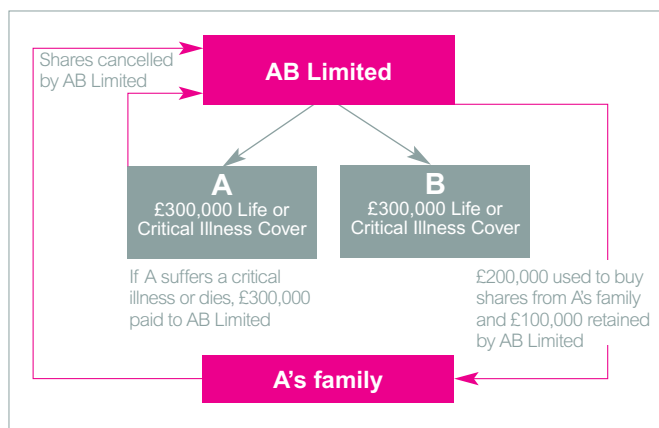 Shares cancelled
by AB Limited
AB Limited
A
£300,000 Life or
Critical Illness Cover
B
£300,000 Life or
Critical Illness Cover
If A suffers a critical
illness or dies, £300,000
paid to AB Limited
£200,000 used to buy
shares from A's family
and £100,000 retained
by AB Limited
A's family